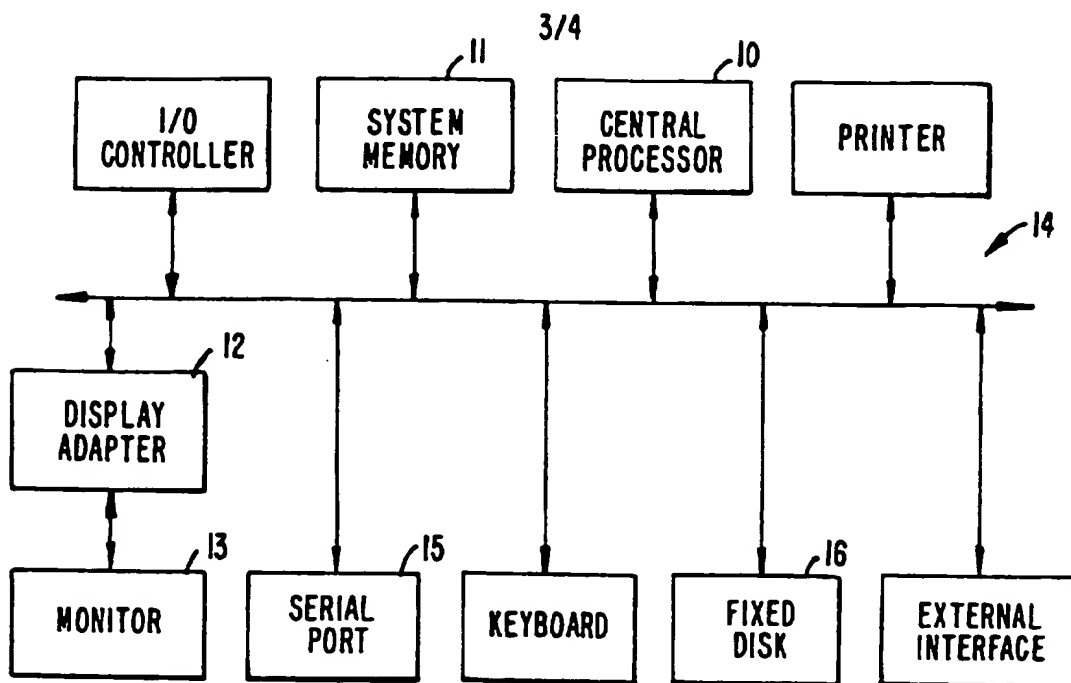 3/4
I/O
CONTROLLER
11
SYSTEM
MEMORY
10
CENTRAL
PROCESSOR
PRINTER
14
12
DISPLAY
ADAPTER
13
MONITOR
15
SERIAL
PORT
KEYBOARD
16
FIXED
DISK
EXTERNAL
INTERFACE